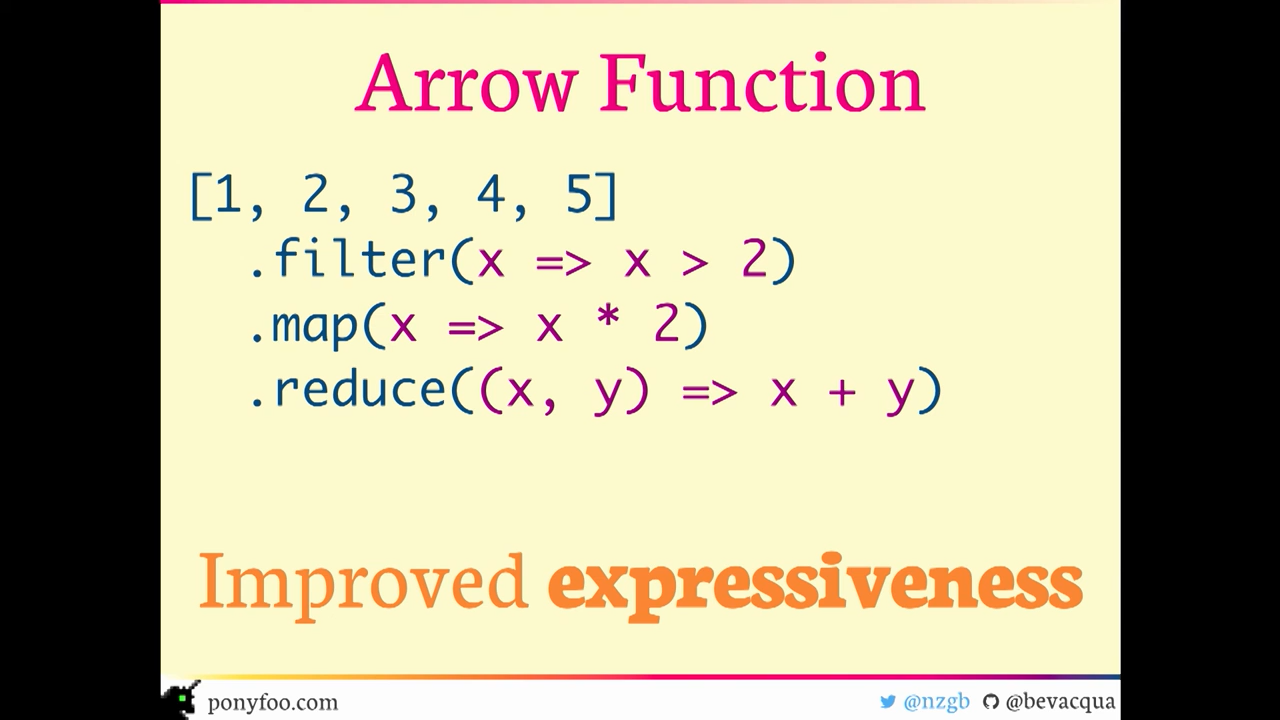 Arrow Function
[1, 2, 3, 4, 5]
.filter(x => x > 2)
.map(x => x * 2)
.reduce((x, y) => x + y)
Improved expressiveness
ponyfoo.com @nzgb @bevacqua